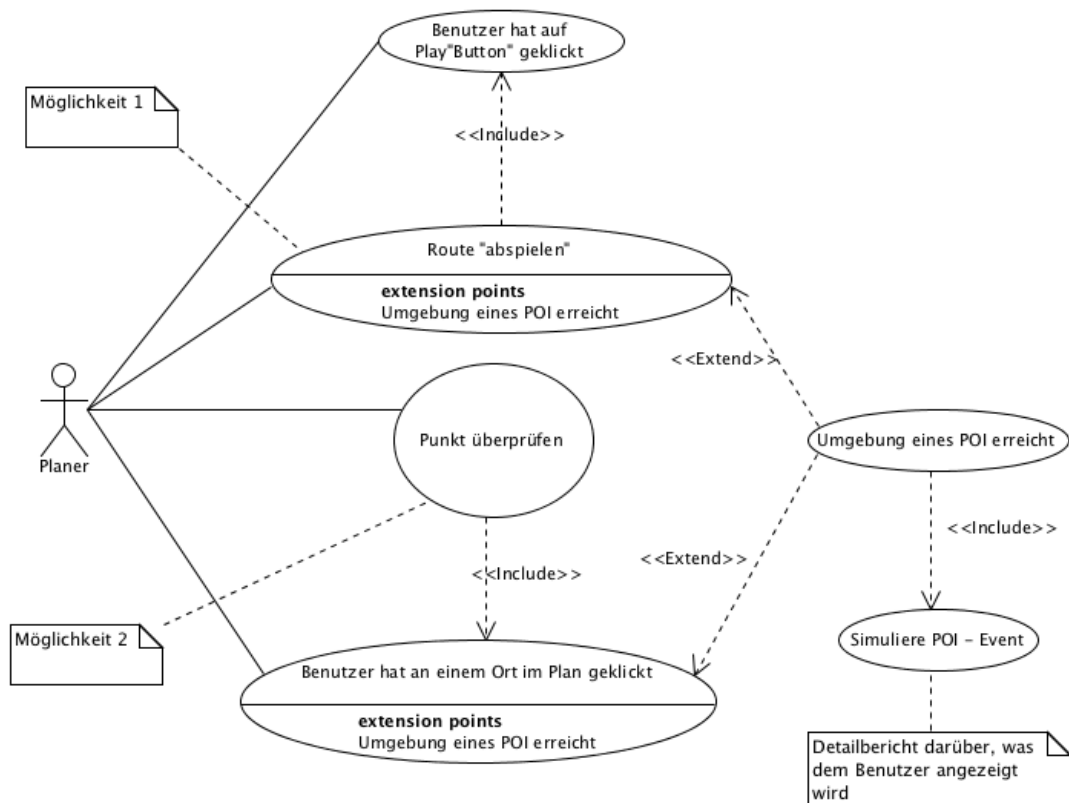 Benutzer hat auf
Play"Button" geklickt
Möglichkeit 1
<<Include>>
Route "abspielen"
extension points
Umgebung eines POI erreicht
<<Extend>>
Planer
Punkt überprüfen
Umgebung eines POI erreicht
<<Include>>
<<Extend>>
<<Include>>
Möglichkeit 2
Simuliere POI - Event
Benutzer hat an einem Ort im Plan geklickt
extension points
Umgebung eines POI erreicht
Detailbericht darüber, was
dem Benutzer angezeigt
wird